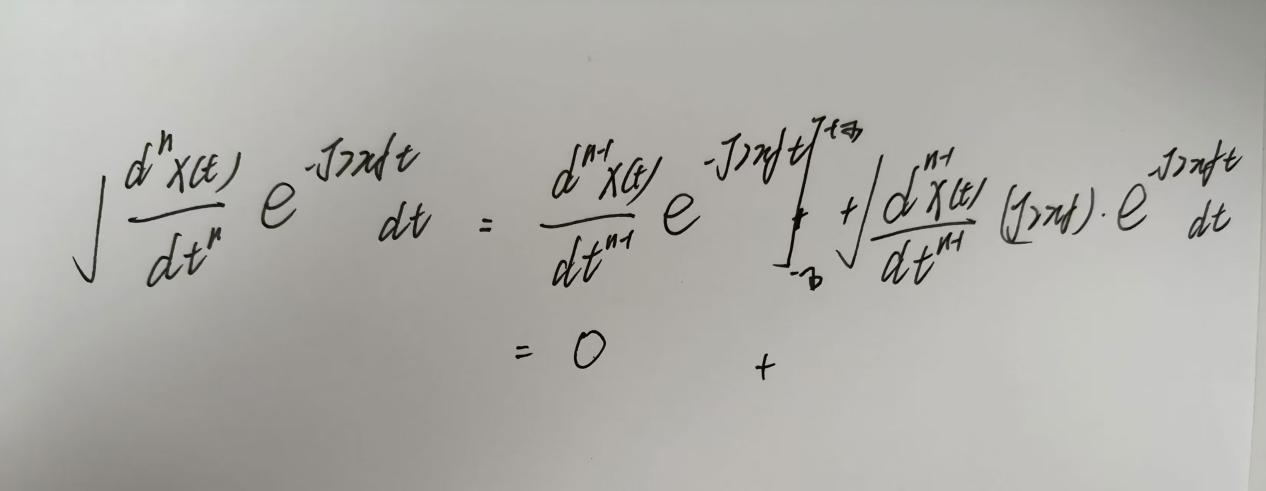 ∫ dⁿx(t)/dtⁿ e^(-j2πft) dt = dⁿ⁻¹x(t)/dtⁿ⁻¹ e^(-j2πft) ]_(-∞)^(+∞) + ∫ dⁿ⁻¹x(t)/dtⁿ⁻¹ (j2πf)·e^(-j2πft) dt
= 0 +